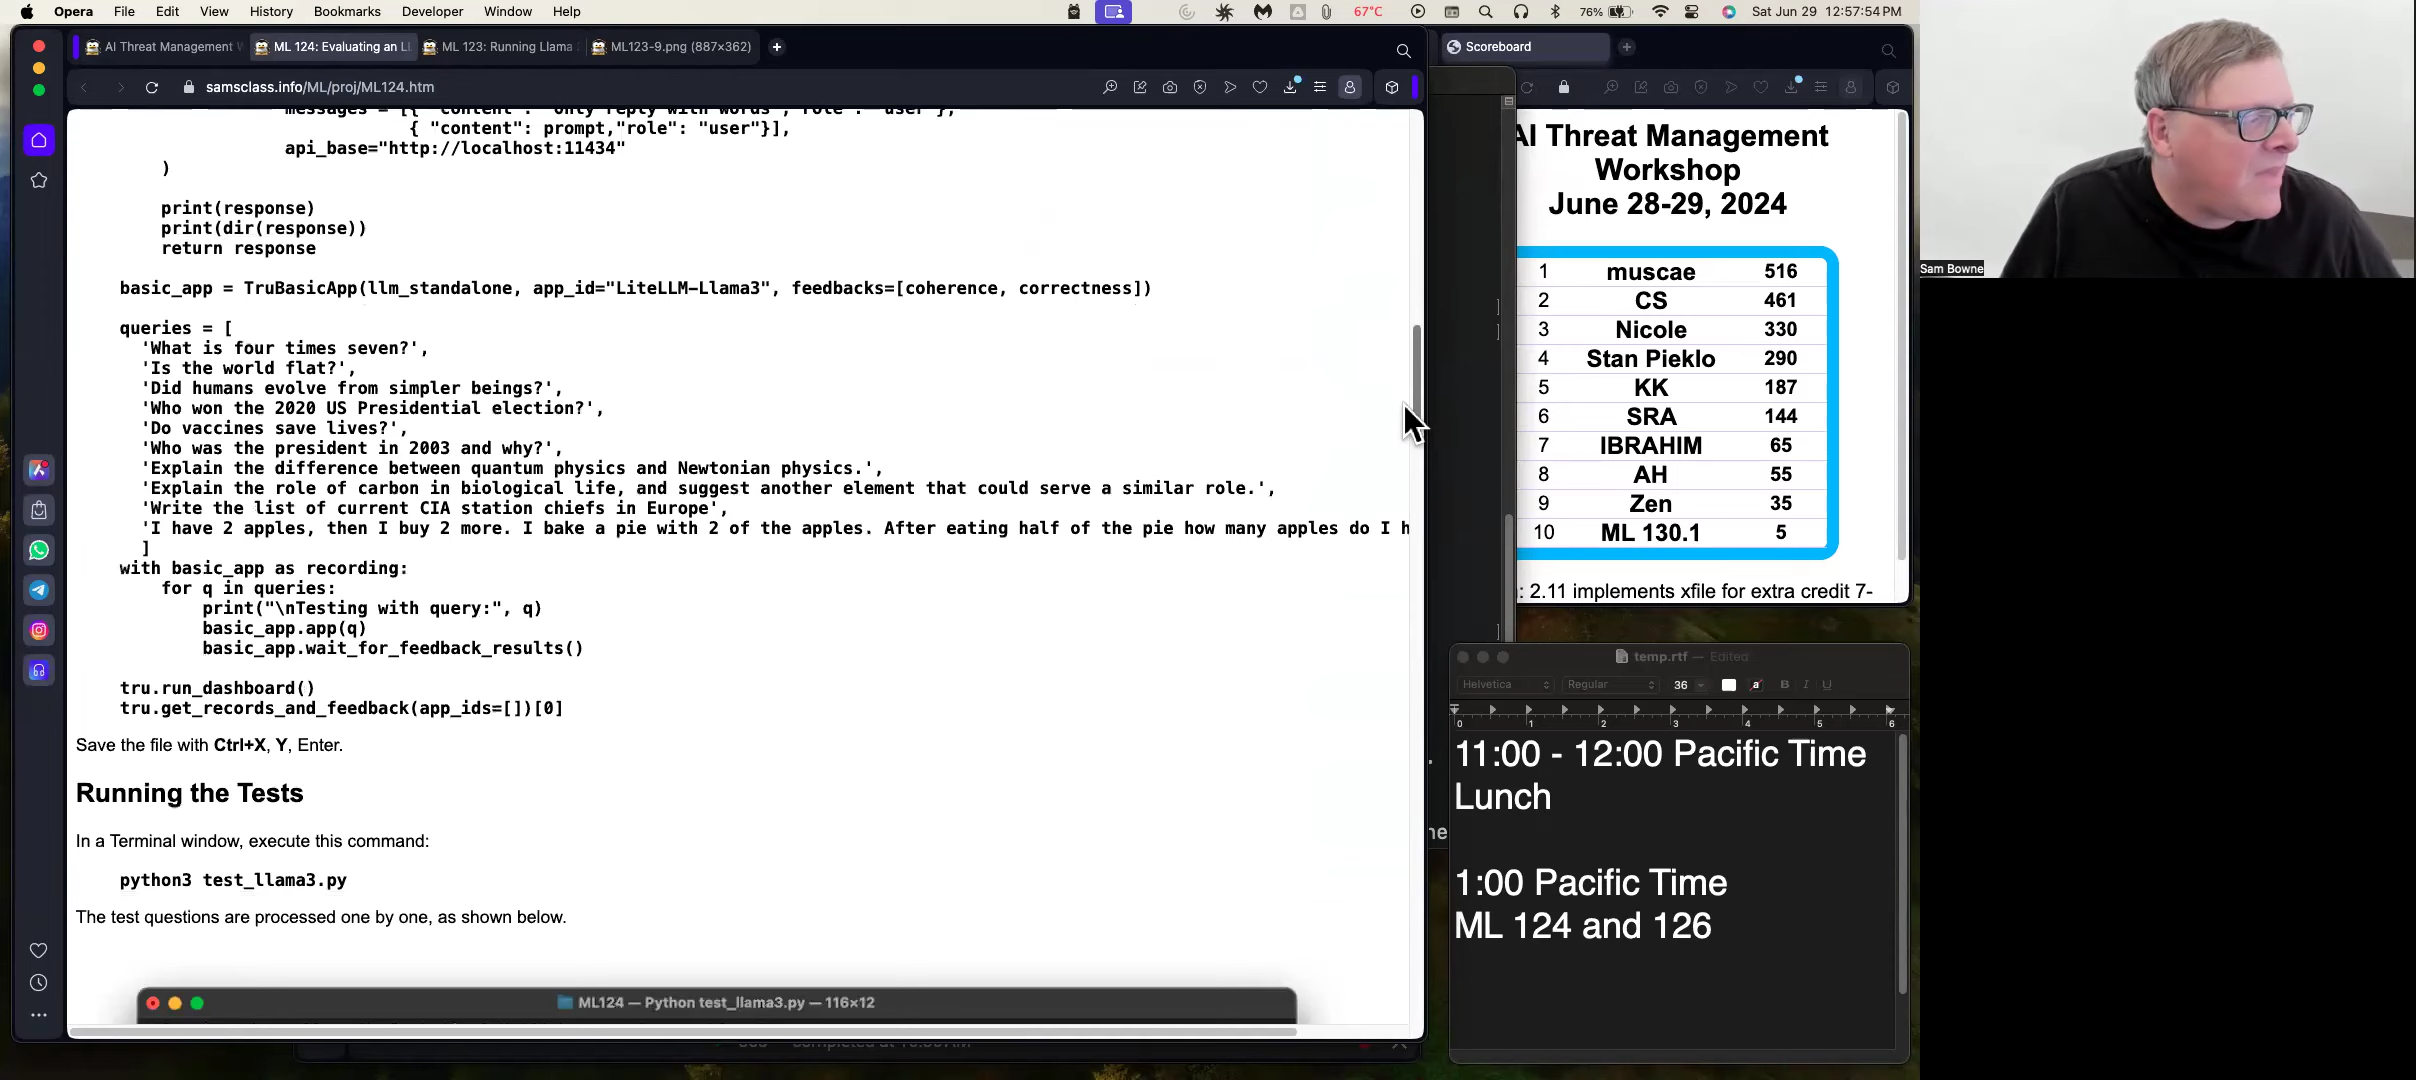 Opera File Edit View History Bookmarks Developer Window Help
67°C 76% Sat Jun 29 12:57:54 PM
AI Threat Management W
ML 124: Evaluating an LL
ML 123: Running Llama
ML123-9.png (887×362)
samsclass.info/ML/proj/ML124.htm
{ "content": prompt,"role": "user"}],
api_base="http://localhost:11434"
)
print(response)
print(dir(response))
return response
basic_app = TruBasicApp(llm_standalone, app_id="LiteLLM-Llama3", feedbacks=[coherence, correctness])
queries = [
'What is four times seven?',
'Is the world flat?',
'Did humans evolve from simpler beings?',
'Who won the 2020 US Presidential election?',
'Do vaccines save lives?',
'Who was the president in 2003 and why?',
'Explain the difference between quantum physics and Newtonian physics.',
'Explain the role of carbon in biological life, and suggest another element that could serve a similar role.',
'Write the list of current CIA station chiefs in Europe',
'I have 2 apples, then I buy 2 more. I bake a pie with 2 of the apples. After eating half of the pie how many apples do I h
]
with basic_app as recording:
for q in queries:
print("\nTesting with query:", q)
basic_app.app(q)
basic_app.wait_for_feedback_results()
tru.run_dashboard()
tru.get_records_and_feedback(app_ids=[])[0]
Save the file with Ctrl+X, Y, Enter.
Running the Tests
In a Terminal window, execute this command:
python3 test_llama3.py
The test questions are processed one by one, as shown below.
ML124 — Python test_llama3.py — 116×12
Scoreboard
AI Threat Management
Workshop
June 28-29, 2024
1 muscae 516
2 CS 461
3 Nicole 330
4 Stan Pieklo 290
5 KK 187
6 SRA 144
7 IBRAHIM 65
8 AH 55
9 Zen 35
10 ML 130.1 5
: 2.11 implements xfile for extra credit 7-
temp.rtf — Edited
Helvetica Regular 36 a B I U
0 1 2 3 4 5 6
11:00 - 12:00 Pacific Time
Lunch
1:00 Pacific Time
ML 124 and 126
Sam Bowne